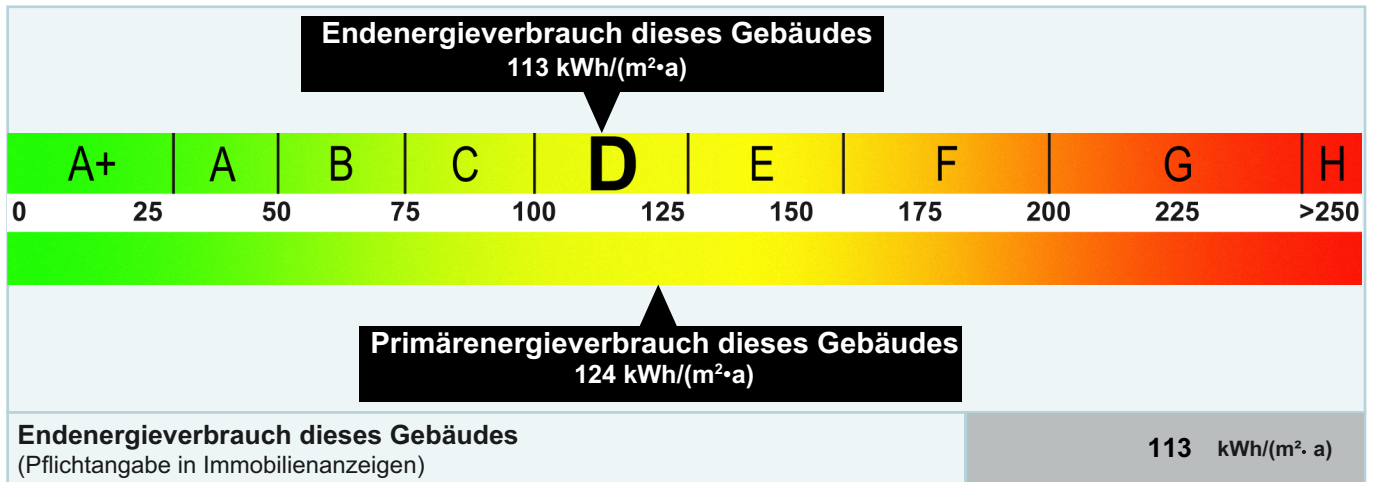 Endenergieverbrauch dieses Gebäudes
113 kWh/(m²•a)
A+ A B C D E F G H
0 25 50 75 100 125 150 175 200 225 >250
Primärenergieverbrauch dieses Gebäudes
124 kWh/(m²•a)
Endenergieverbrauch dieses Gebäudes
(Pflichtangabe in Immobilienanzeigen)
113 kWh/(m²· a)